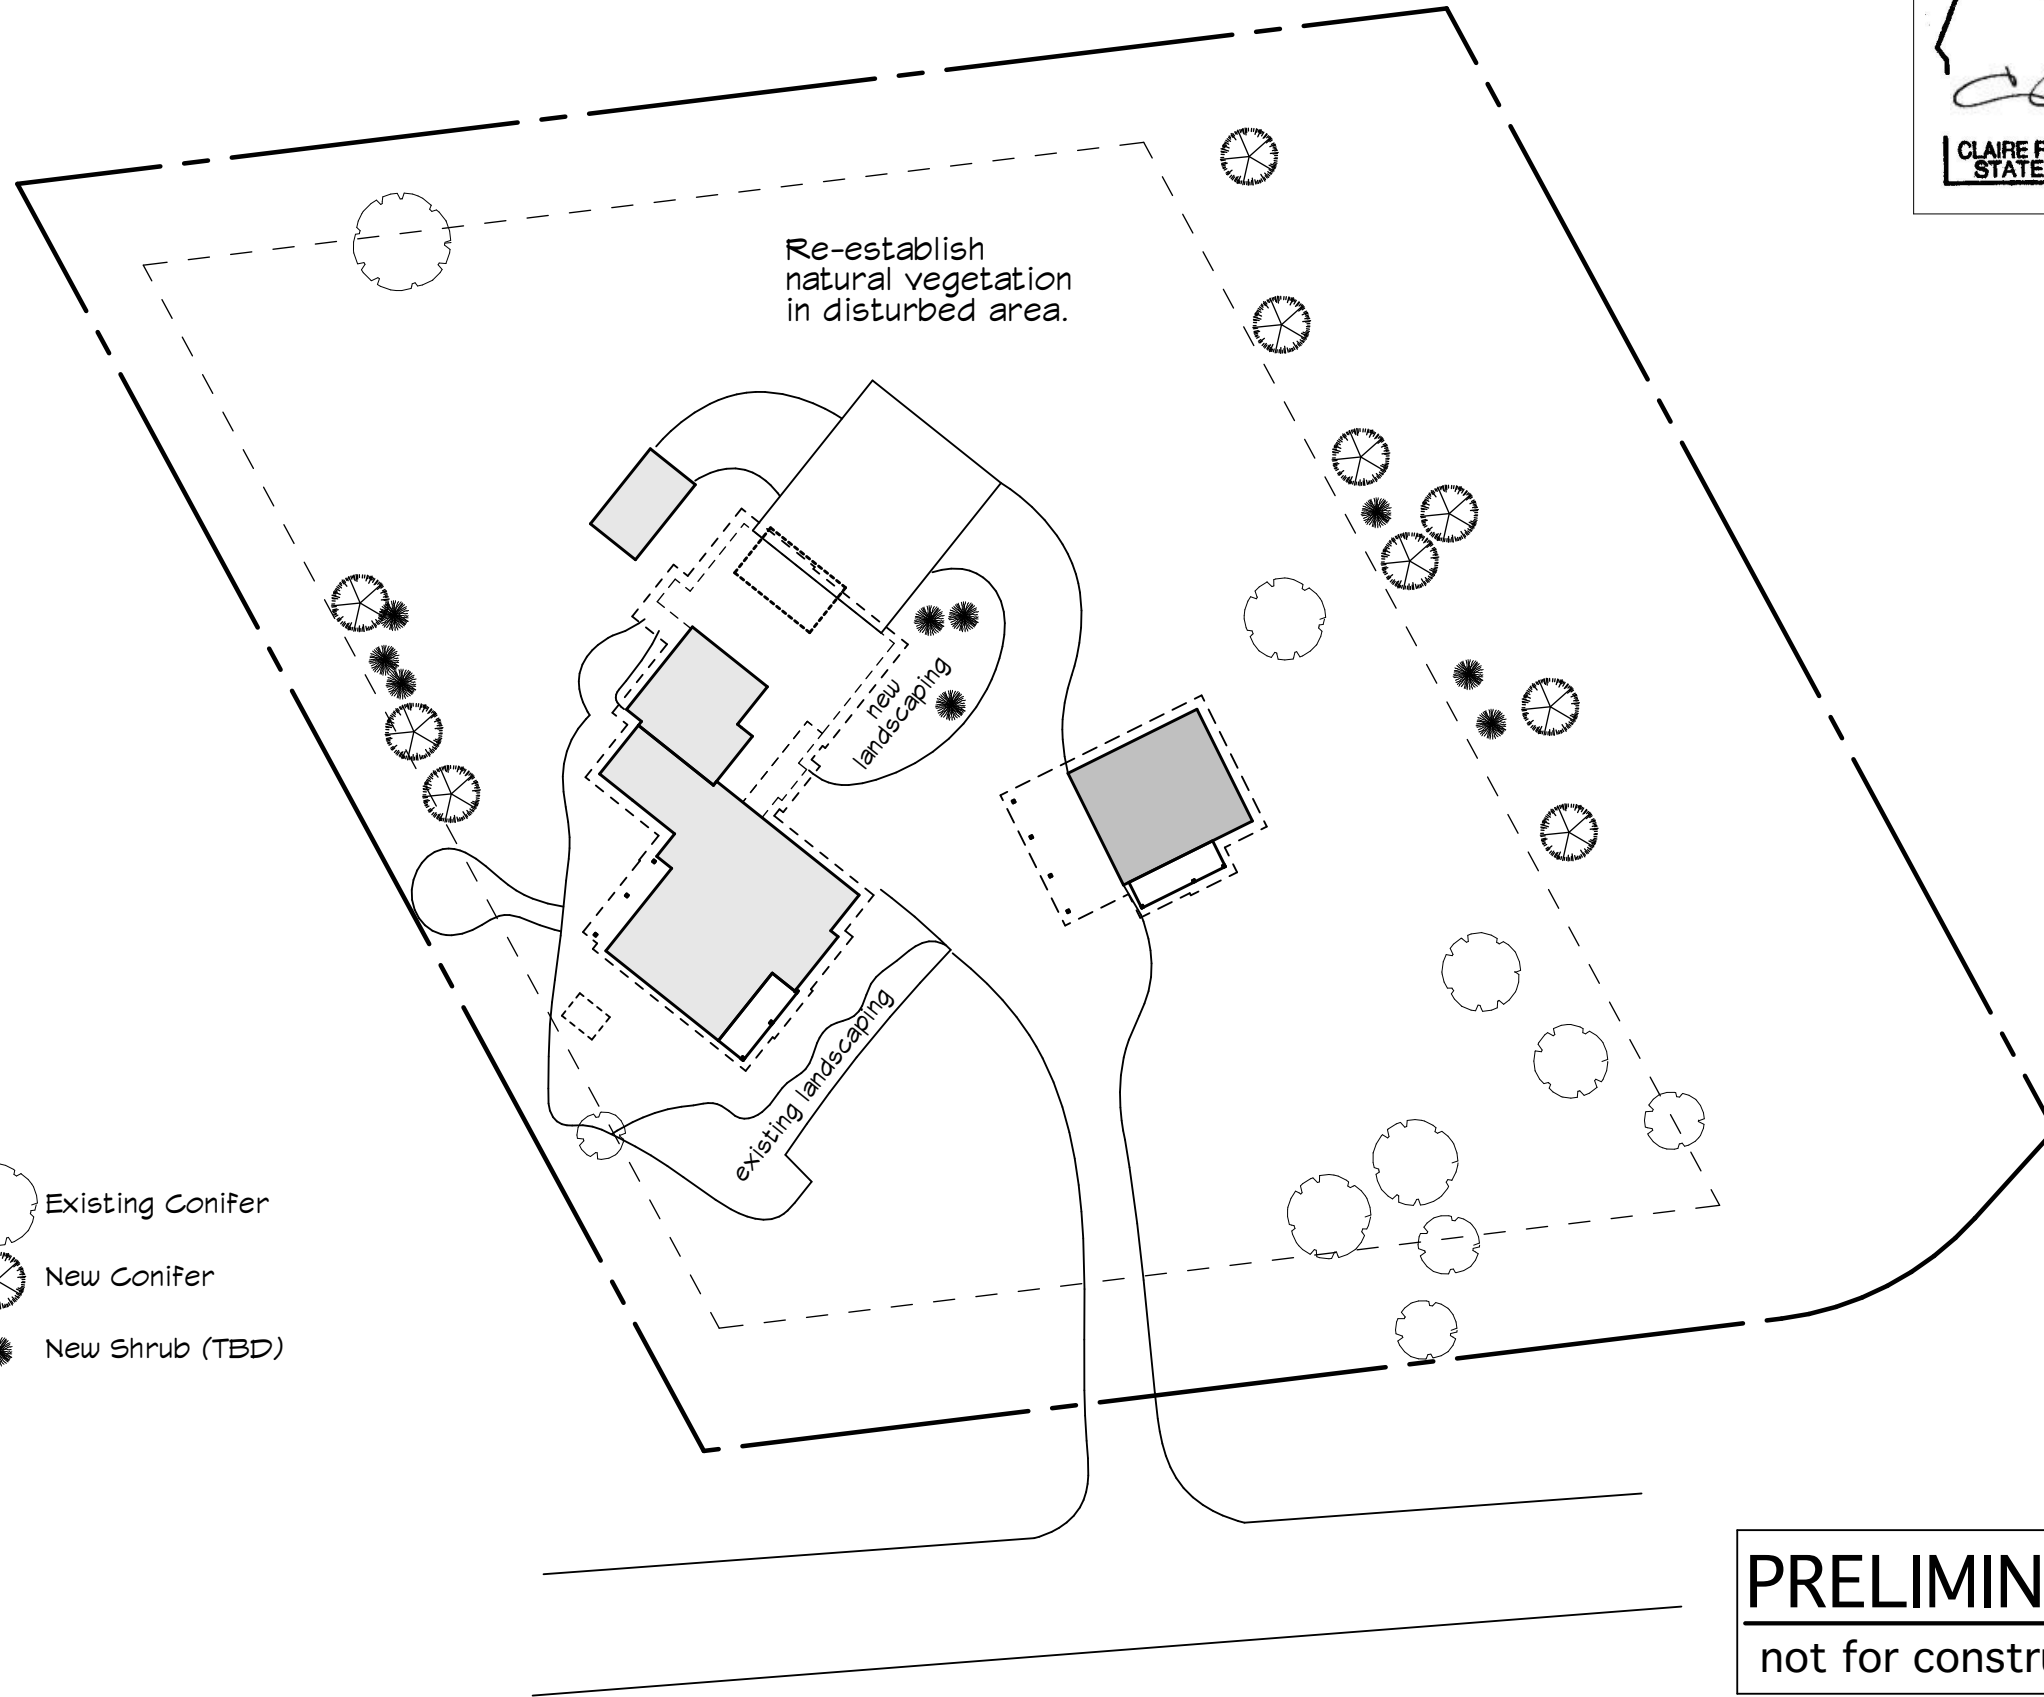 CLAIRE
STATE
Re-establish
natural vegetation
in disturbed area.
new
landscaping
existing landscaping
Existing Conifer
New Conifer
New Shrub (TBD)
PRELIMIN
not for constr